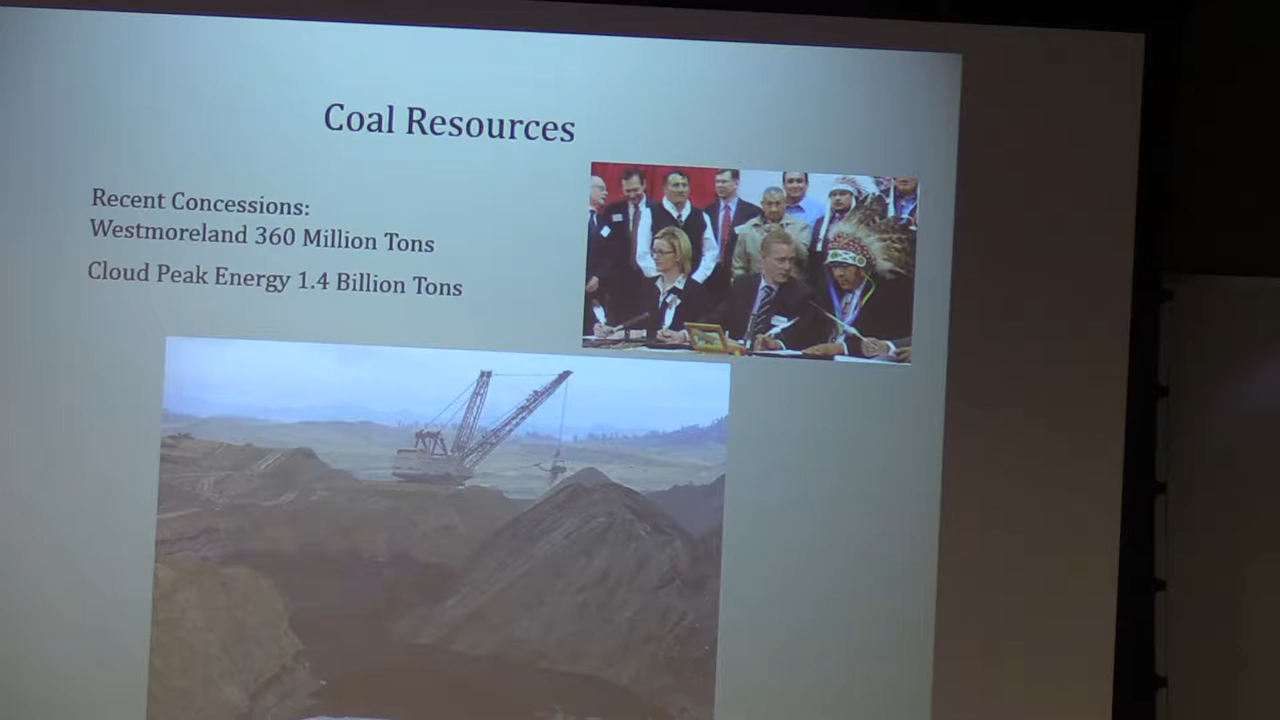 Coal Resources
Recent Concessions:
Westmoreland 360 Million Tons
Cloud Peak Energy 1.4 Billion Tons